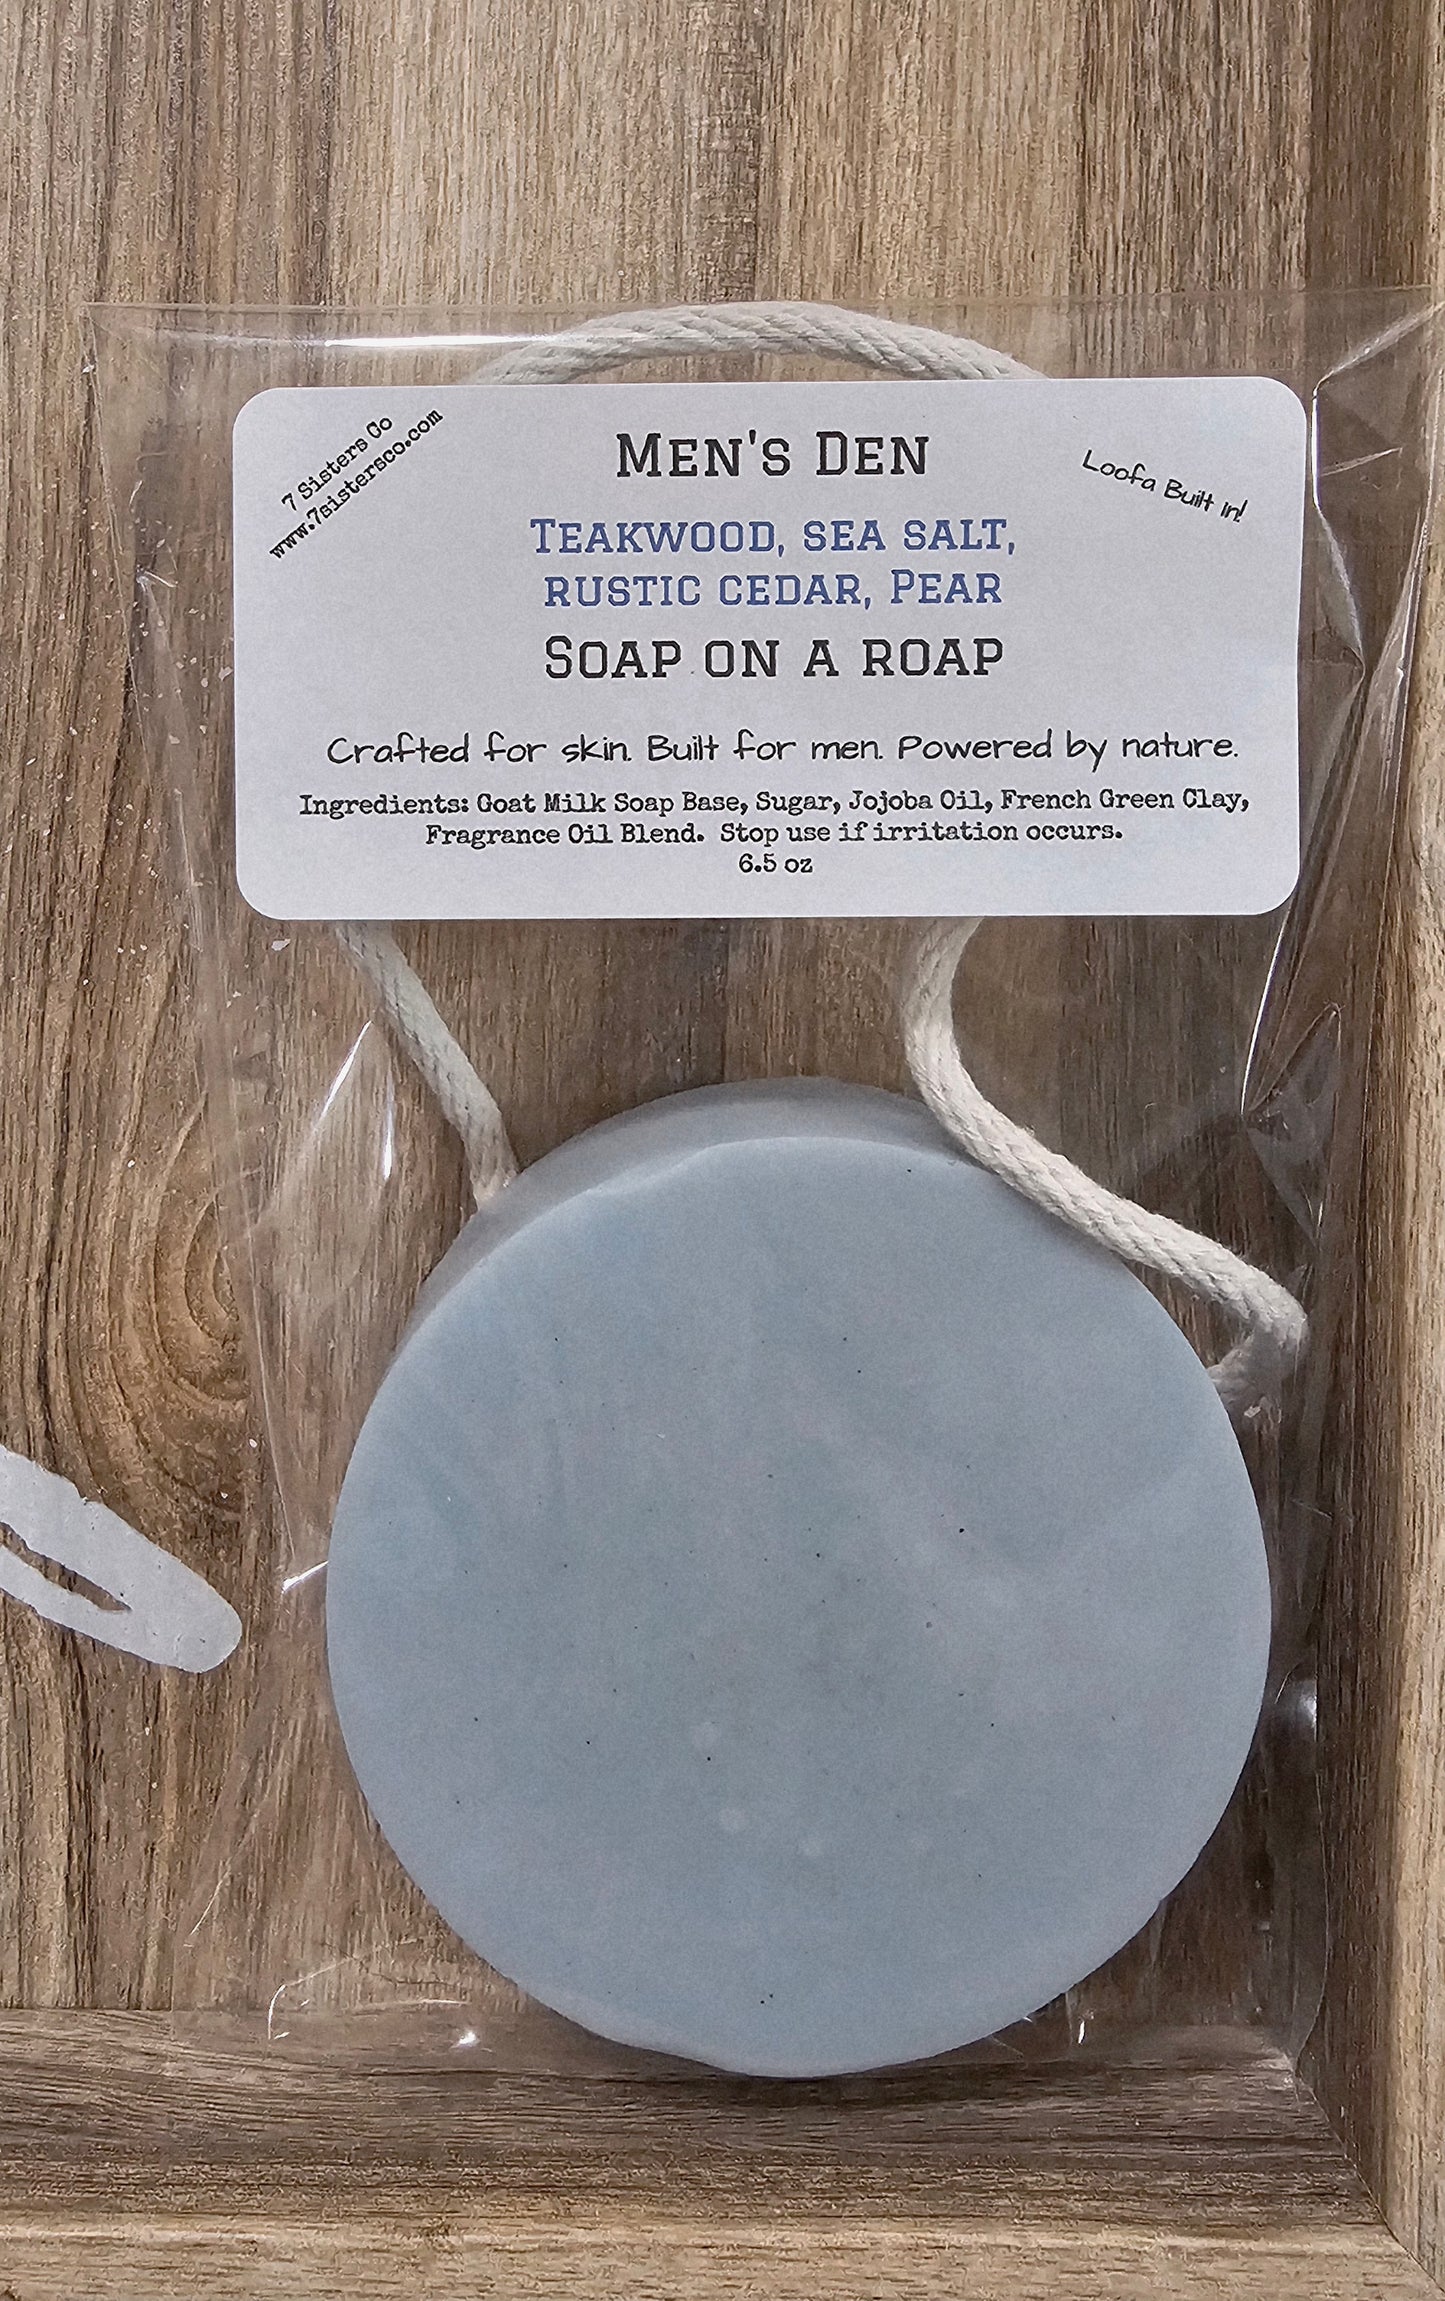 7 Sisters Co
www.7sistersco.com
Men's Den
Loofa Built in!
Teakwood, sea salt,
rustic cedar, Pear
Soap on a roap
Crafted for skin. Built for men. Powered by nature.
Ingredients: Goat Milk Soap Base, Sugar, Jojoba Oil, French Green Clay,
Fragrance Oil Blend. Stop use if irritation occurs.
6.5 oz